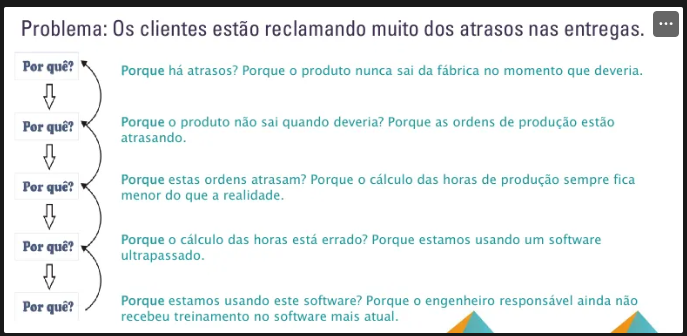 Problema: Os clientes estão reclamando muito dos atrasos nas entregas.
Por quê?
Porque há atrasos? Porque o produto nunca sai da fábrica no momento que deveria.
Por quê?
Porque o produto não sai quando deveria? Porque as ordens de produção estão
atrasando.
Por quê?
Porque estas ordens atrasam? Porque o cálculo das horas de produção sempre fica
menor do que a realidade.
Por quê?
Porque o cálculo das horas está errado? Porque estamos usando um software
ultrapassado.
Por quê?
Porque estamos usando este software? Porque o engenheiro responsável ainda não
recebeu treinamento no software mais atual.